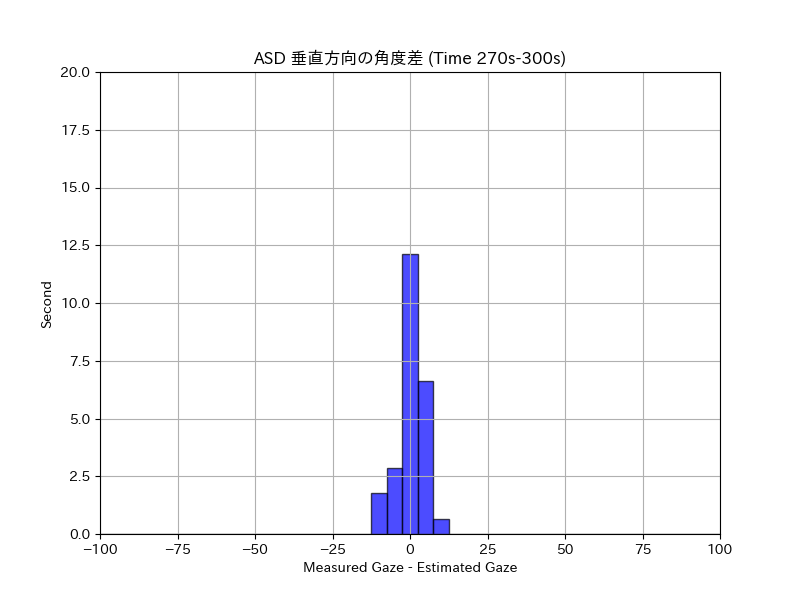 ASD 垂直方向の角度差 (Time 270s-300s)
20.0
17.5
15.0
12.5
10.0
7.5
5.0
2.5
0.0
Second
−100 −75 −50 −25 0 25 50 75 100
Measured Gaze - Estimated Gaze